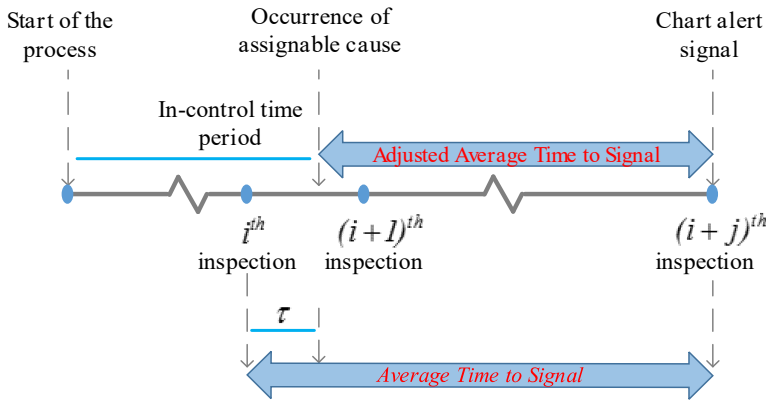 Start of the
process
Occurrence of
assignable cause
Chart alert
signal
In-control time
period
Adjusted Average Time to Signal
i^th
inspection
(i+1)^th
inspection
(i + j)^th
inspection
τ
Average Time to Signal